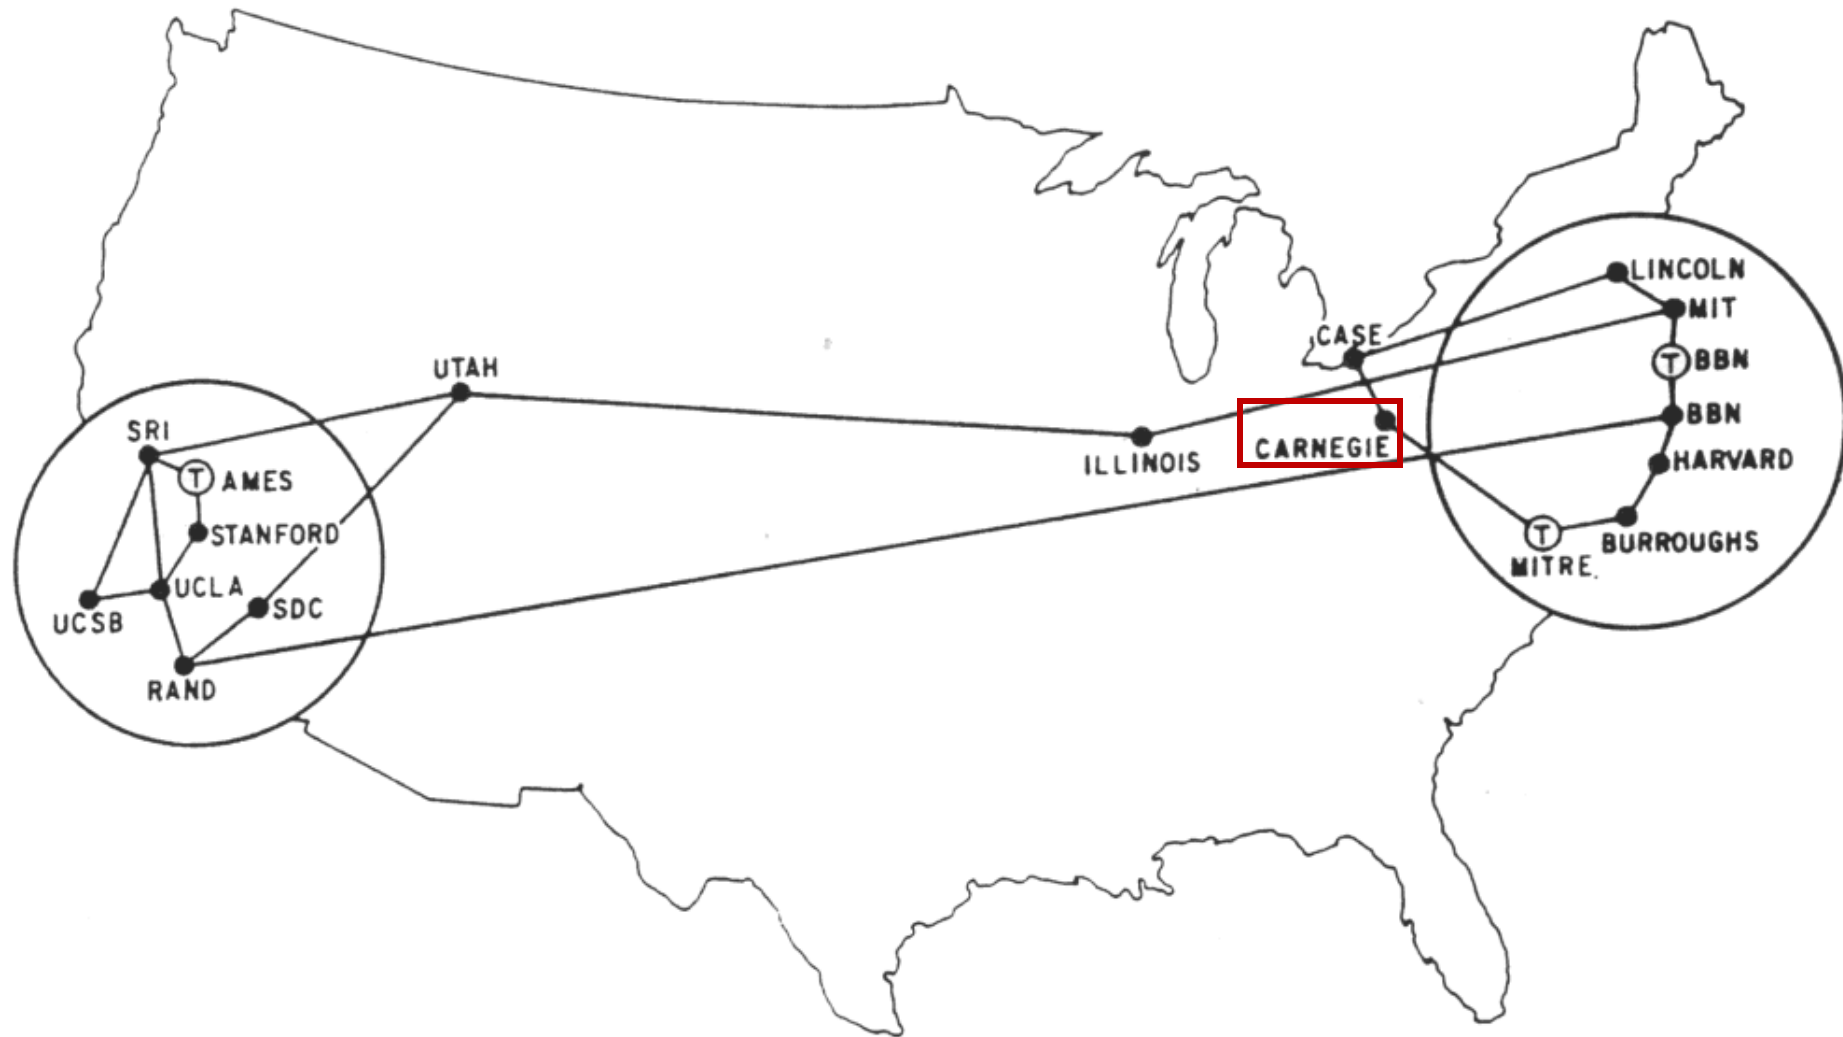 LINCOLN
MIT
CASE
T BBN
UTAH
BBN
SRI
CARNEGIE
ILLINOIS
HARVARD
T AMES
STANFORD
T
MITRE.
BURROUGHS
UCLA
SDC
UCSB
RAND